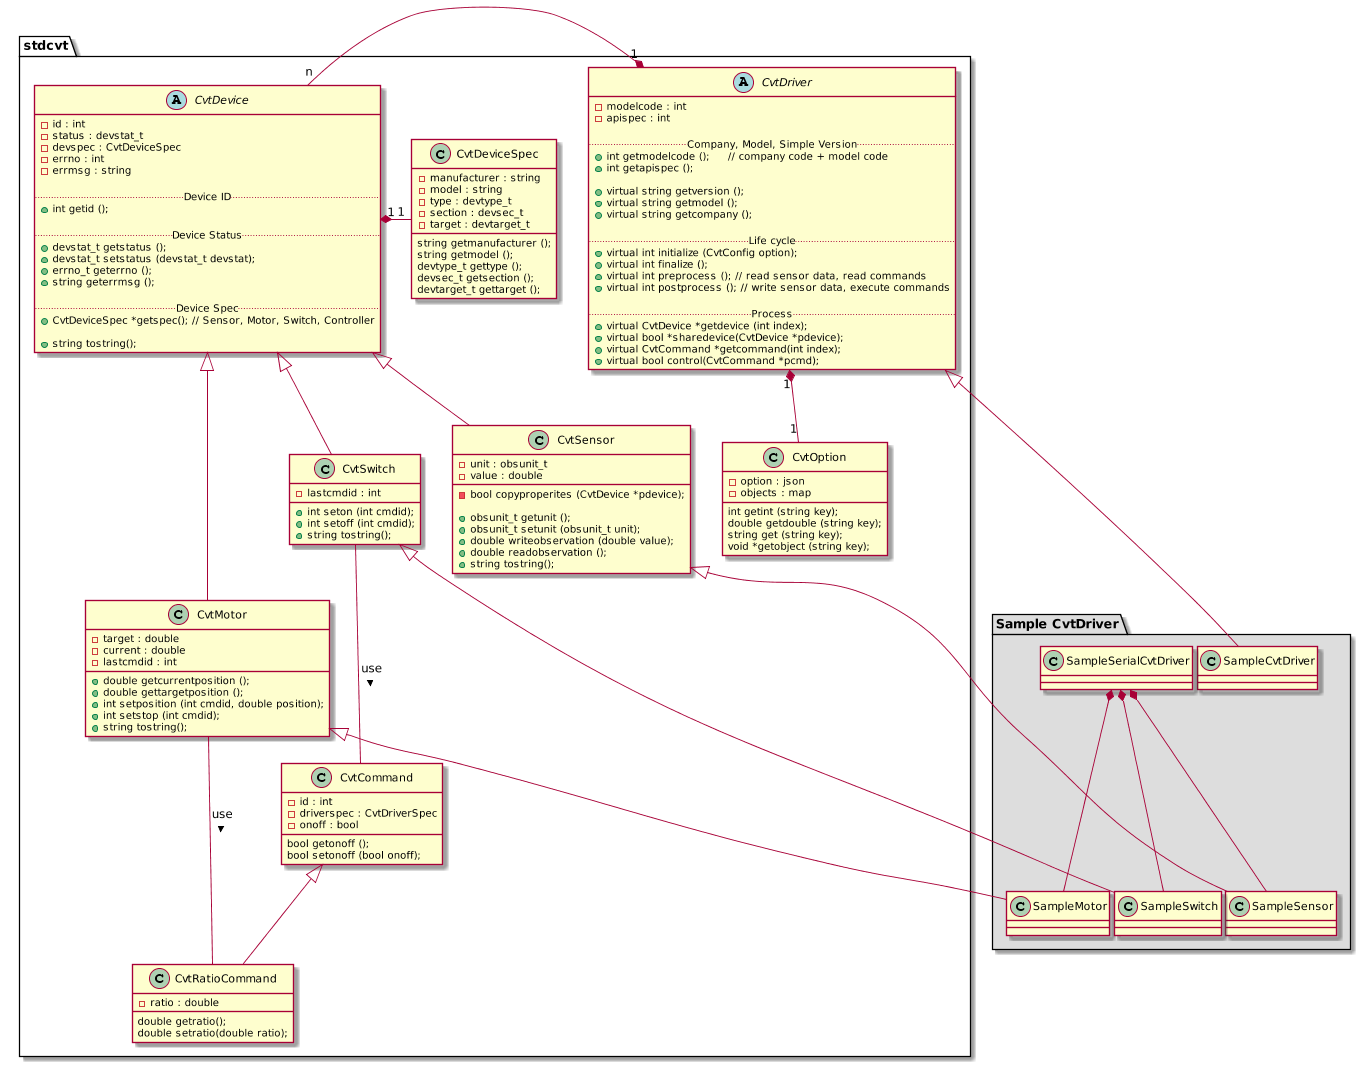 stdcvt
n
1
A CvtDevice
id : int
status : devstat_t
devspec : CvtDeviceSpec
errno : int
errmsg : string
Device ID
int getid ();
Device Status
devstat_t getstatus ();
devstat_t setstatus (devstat_t devstat);
errno_t geterrno ();
string geterrmsg ();
Device Spec
CvtDeviceSpec *getspec(); // Sensor, Motor, Switch, Controller
string tostring();
1 1
C CvtDeviceSpec
manufacturer : string
model : string
type : devtype_t
section : devsec_t
target : devtarget_t
string getmanufacturer ();
string getmodel ();
devtype_t gettype ();
devsec_t getsection ();
devtarget_t gettarget ();
A CvtDriver
modelcode : int
apispec : int
Company, Model, Simple Version
int getmodelcode (); // company code + model code
int getapispec ();
virtual string getversion ();
virtual string getmodel ();
virtual string getcompany ();
Life cycle
virtual int initialize (CvtConfig option);
virtual int finalize ();
virtual int preprocess (); // read sensor data, read commands
virtual int postprocess (); // write sensor data, execute commands
Process
virtual CvtDevice *getdevice (int index);
virtual bool *sharedevice(CvtDevice *pdevice);
virtual CvtCommand *getcommand(int index);
virtual bool control(CvtCommand *pcmd);
1
1
C CvtSwitch
lastcmdid : int
int seton (int cmdid);
int setoff (int cmdid);
string tostring();
C CvtSensor
unit : obsunit_t
value : double
bool copyproperites (CvtDevice *pdevice);
obsunit_t getunit ();
obsunit_t setunit (obsunit_t unit);
double writeobservation (double value);
double readobservation ();
string tostring();
C CvtOption
option : json
objects : map
int getint (string key);
double getdouble (string key);
string get (string key);
void *getobject (string key);
C CvtMotor
target : double
current : double
lastcmdid : int
double getcurrentposition ();
double gettargetposition ();
int setposition (int cmdid, double position);
int setstop (int cmdid);
string tostring();
use
use
C CvtCommand
id : int
driverspec : CvtDriverSpec
onoff : bool
bool getonoff ();
bool setonoff (bool onoff);
C CvtRatioCommand
ratio : double
double getratio();
double setratio(double ratio);
Sample CvtDriver
C SampleSerialCvtDriver
C SampleCvtDriver
C SampleMotor
C SampleSwitch
C SampleSensor